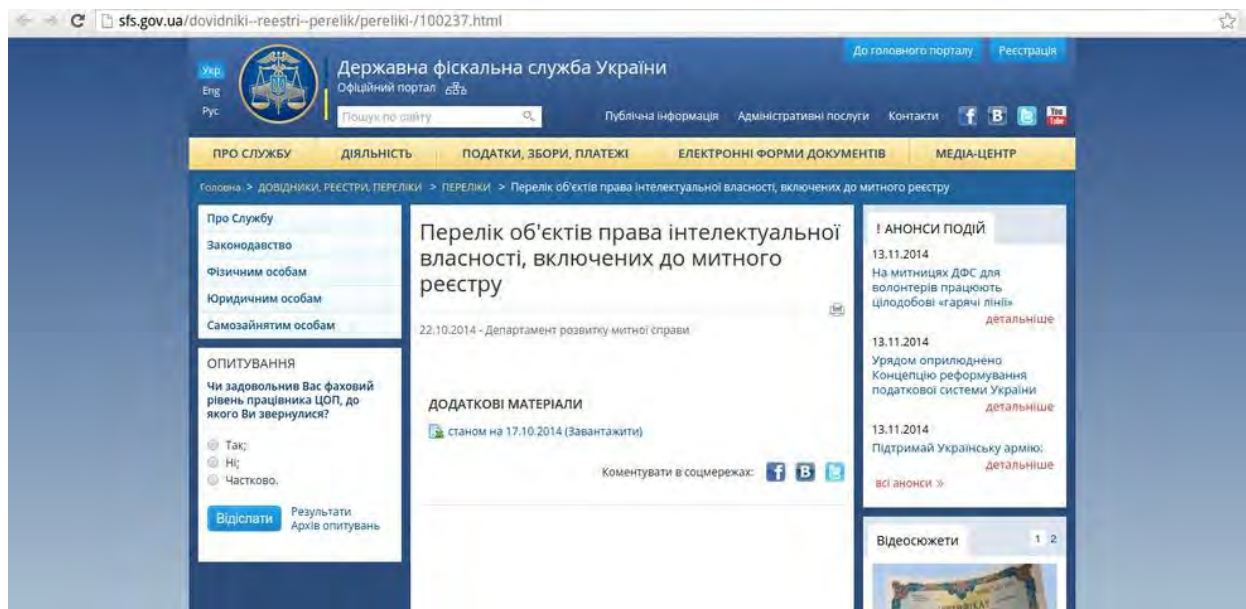 sfs.gov.ua/dovidniki--reestri--perelik/pereliki-/100237.html
До головного порталу Реєстрація
Укр
Eng
Рус
Державна фіскальна служба України
Офіційний портал
Пошук по сайту
Публічна інформація Адміністративні послуги Контакти
You
Tube
ПРО СЛУЖБУ ДІЯЛЬНІСТЬ ПОДАТКИ, ЗБОРИ, ПЛАТЕЖІ ЕЛЕКТРОННІ ФОРМИ ДОКУМЕНТІВ МЕДІА-ЦЕНТР
Головна > ДОВІДНИКИ, РЕЄСТРИ, ПЕРЕЛІКИ > ПЕРЕЛІКИ > Перелік об'єктів права інтелектуальної власності, включених до митного реєстру
Про Службу
Законодавство
Фізичним особам
Юридичним особам
Самозайнятим особам
ОПИТУВАННЯ
Чи задовольнив Вас фаховий
рівень працівника ЦОП, до
якого Ви звернулися?
Так;
Ні;
Частково.
Відіслати
Результати
Архів опитувань
Перелік об'єктів права інтелектуальної
власності, включених до митного
реєстру
22.10.2014 - Департамент розвитку митної справи
ДОДАТКОВІ МАТЕРІАЛИ
станом на 17.10.2014 (Завантажити)
Коментувати в соцмережах:
! АНОНСИ ПОДІЙ
13.11.2014
На митницях ДФС для
волонтерів працюють
цілодобові «гарячі лінії»
детальніше
13.11.2014
Урядом оприлюднено
Концепцію реформування
податкової системи України
детальніше
13.11.2014
Підтримай Українську армію:
детальніше
всі анонси »
Відеосюжети 1 2
СЕРТИФІКАТ